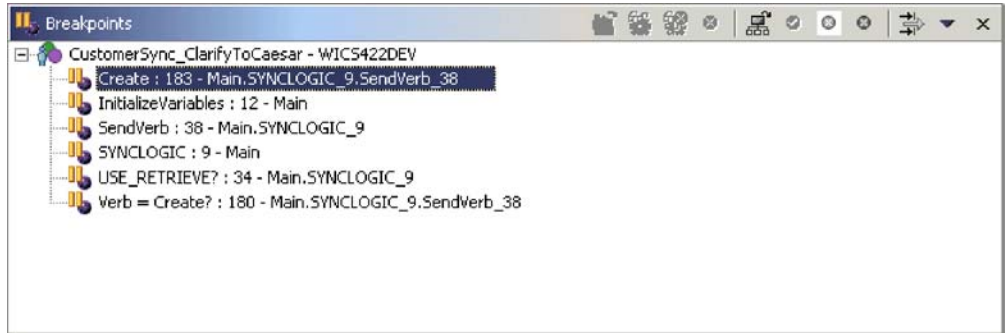 Breakpoints
CustomerSync_ClarifyToCaesar - WICS422DEV
Create : 183 - Main.SYNCLOGIC_9.SendVerb_38
InitializeVariables : 12 - Main
SendVerb : 38 - Main.SYNCLOGIC_9
SYNCLOGIC : 9 - Main
USE_RETRIEVE? : 34 - Main.SYNCLOGIC_9
Verb = Create? : 180 - Main.SYNCLOGIC_9.SendVerb_38